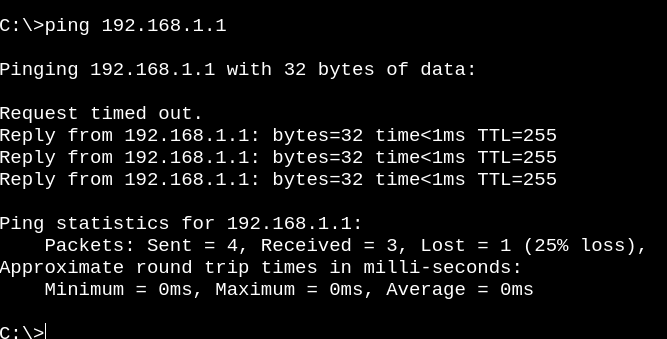 C:\>ping 192.168.1.1
Pinging 192.168.1.1 with 32 bytes of data:
Request timed out.
Reply from 192.168.1.1: bytes=32 time<1ms TTL=255
Reply from 192.168.1.1: bytes=32 time<1ms TTL=255
Reply from 192.168.1.1: bytes=32 time<1ms TTL=255
Ping statistics for 192.168.1.1:
    Packets: Sent = 4, Received = 3, Lost = 1 (25% loss),
Approximate round trip times in milli-seconds:
    Minimum = 0ms, Maximum = 0ms, Average = 0ms
C:\>